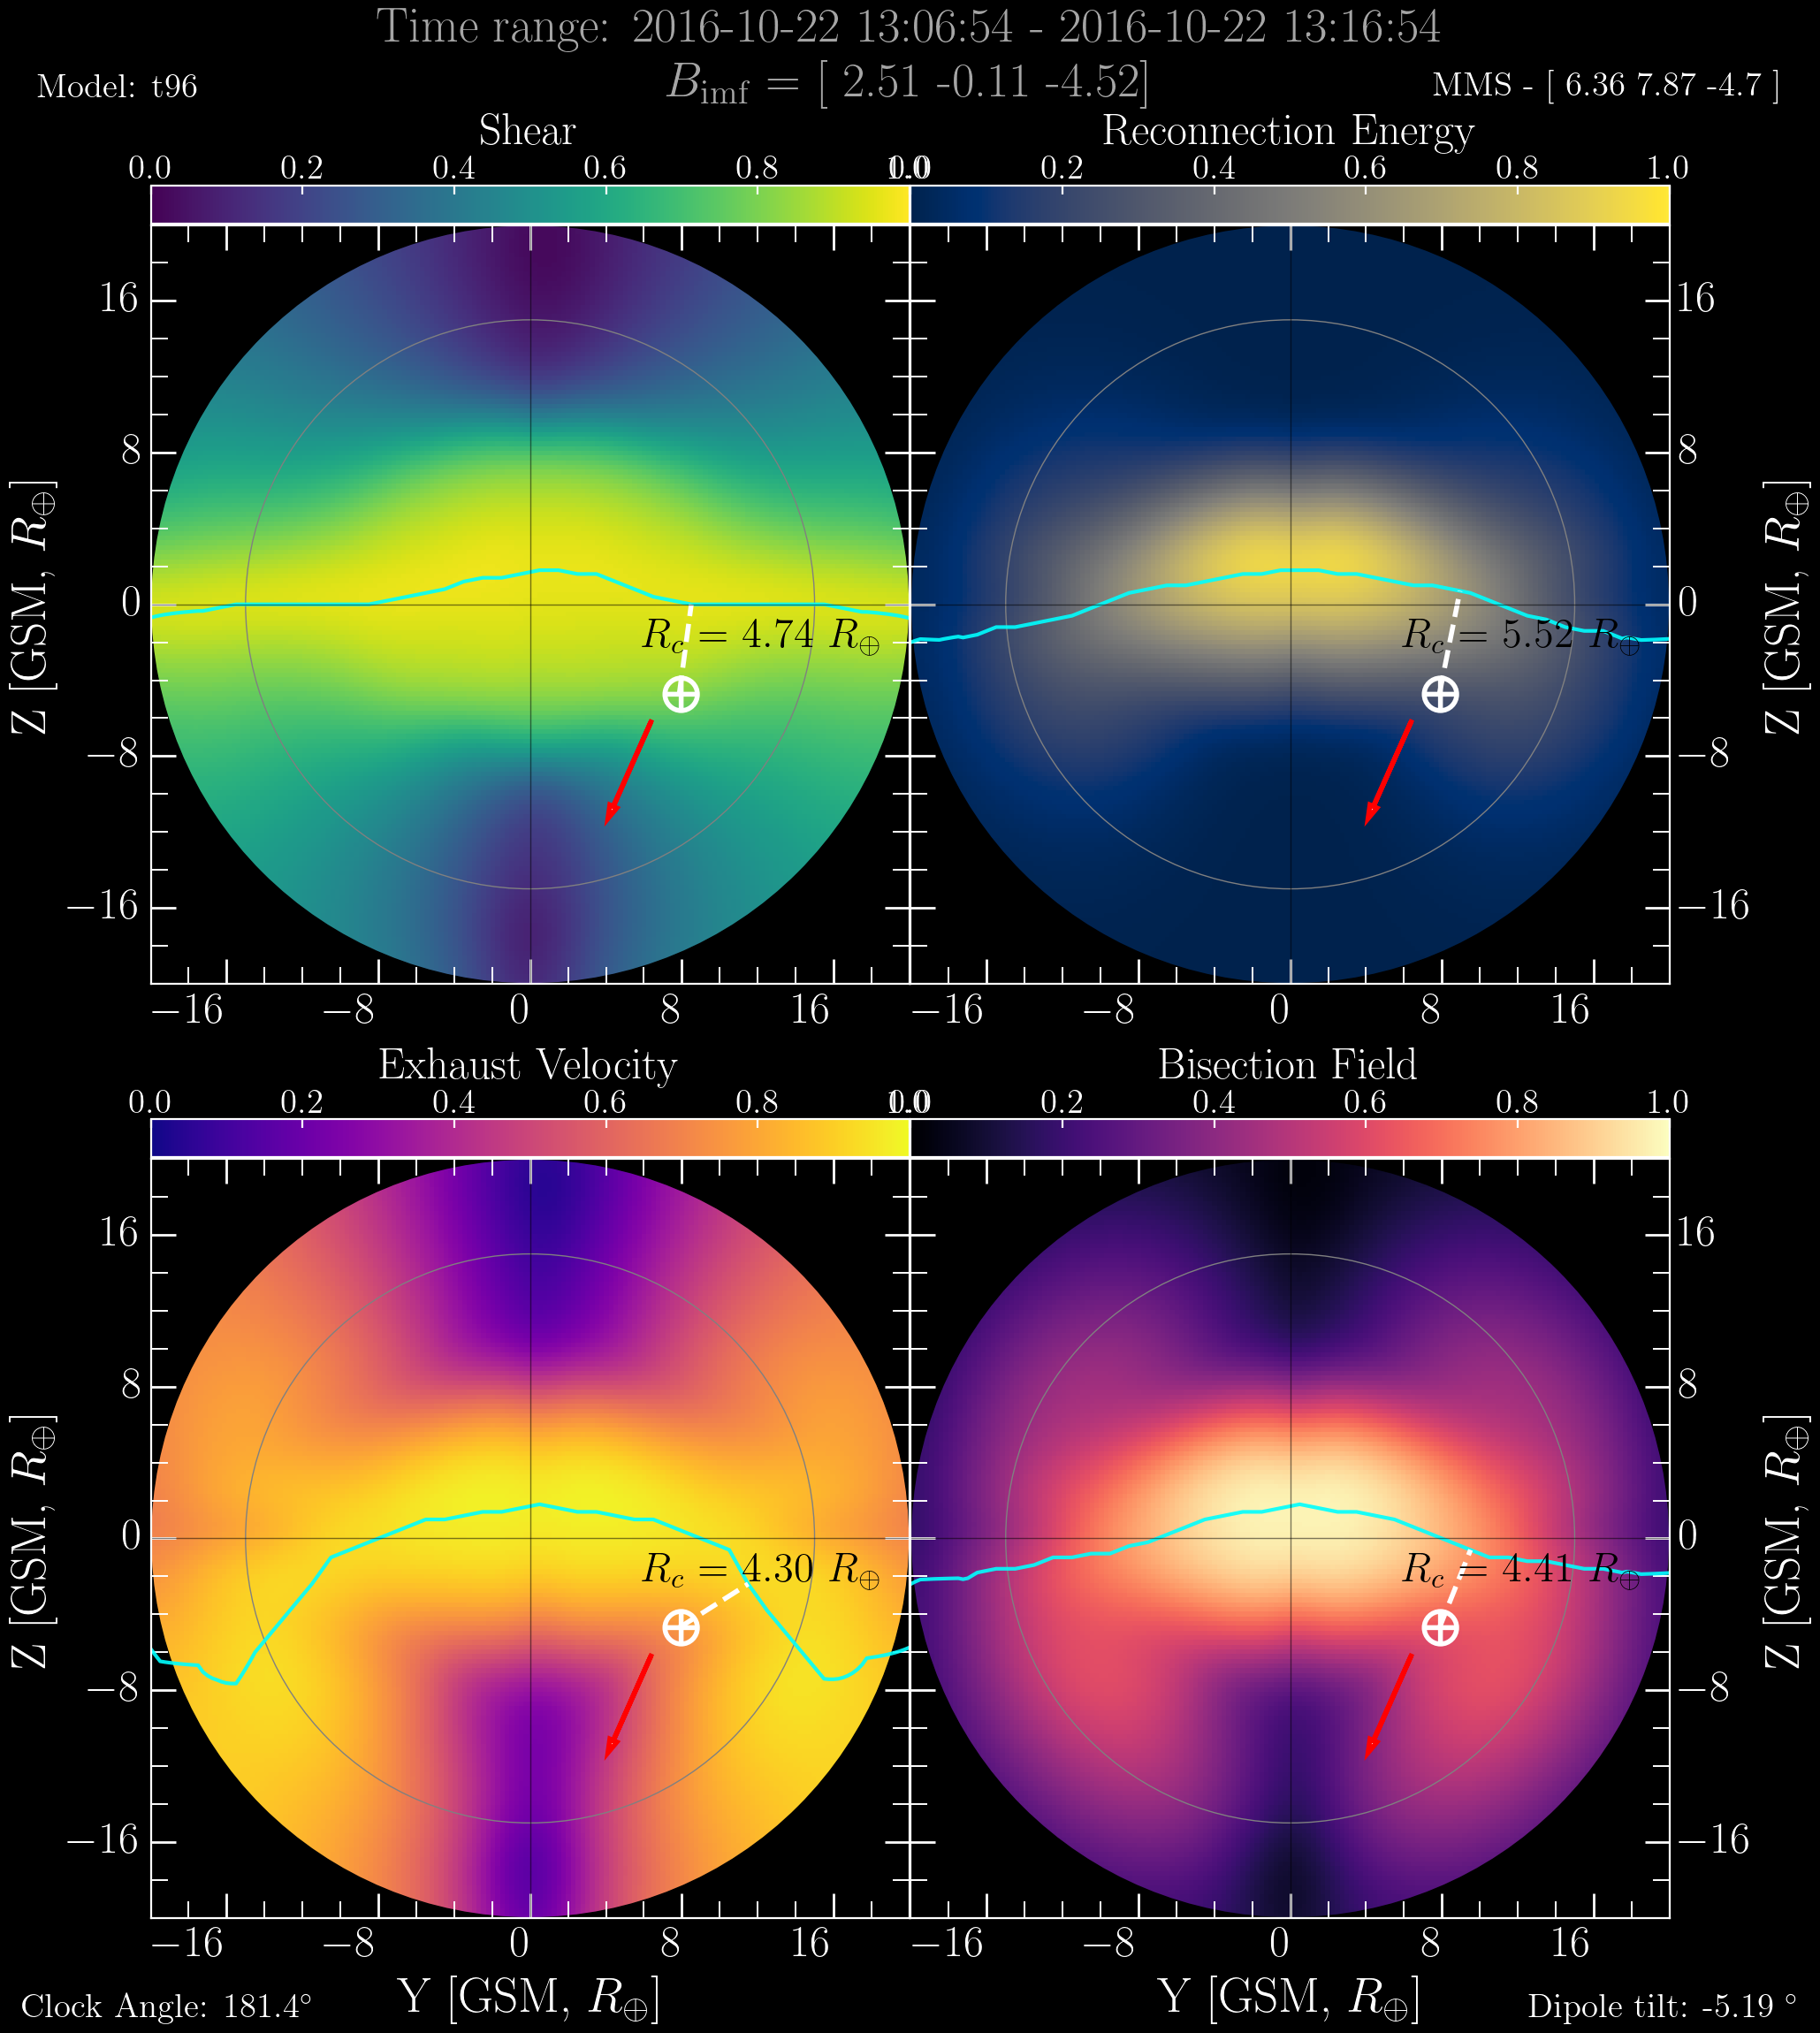 Time range: 2016-10-22 13:06:54 - 2016-10-22 13:16:54
Model: t96
B_imf = [ 2.51 -0.11 -4.52]
MMS - [ 6.36 7.87 -4.7 ]
Shear
Reconnection Energy
0.0 0.2 0.4 0.6 0.8 1.0
0.0 0.2 0.4 0.6 0.8 1.0
16
8
0
−8
−16
Z [GSM, R⊕]
R_c = 4.74 R⊕
R_c = 5.52 R⊕
16
8
0
−8
−16
Z [GSM, R⊕]
−16 −8 0 8 16
−16 −8 0 8 16
Exhaust Velocity
Bisection Field
0.0 0.2 0.4 0.6 0.8 1.0
0.0 0.2 0.4 0.6 0.8 1.0
16
8
0
−8
−16
Z [GSM, R⊕]
R_c = 4.30 R⊕
R_c = 4.41 R⊕
16
8
0
−8
−16
Z [GSM, R⊕]
−16 −8 0 8 16
−16 −8 0 8 16
Y [GSM, R⊕]
Y [GSM, R⊕]
Clock Angle: 181.4°
Dipole tilt: -5.19 °